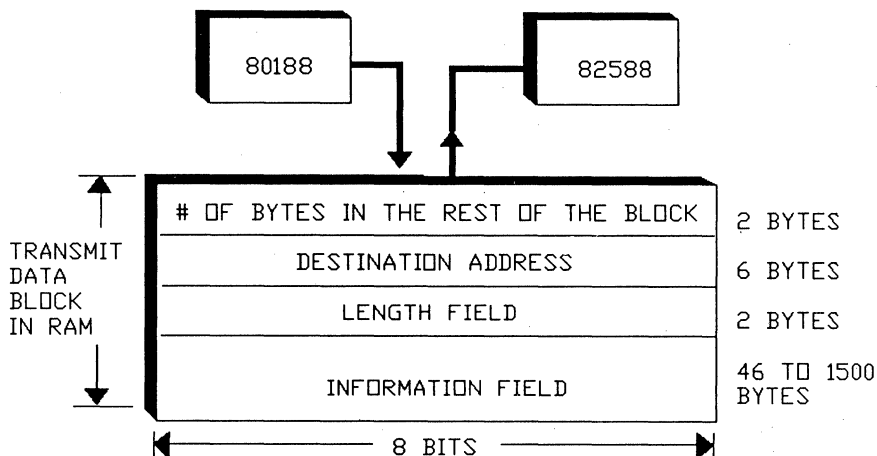 80188
82588
# OF BYTES IN THE REST OF THE BLOCK
2 BYTES
DESTINATION ADDRESS
6 BYTES
LENGTH FIELD
2 BYTES
INFORMATION FIELD
46 TO 1500
BYTES
TRANSMIT
DATA
BLOCK
IN RAM
8 BITS